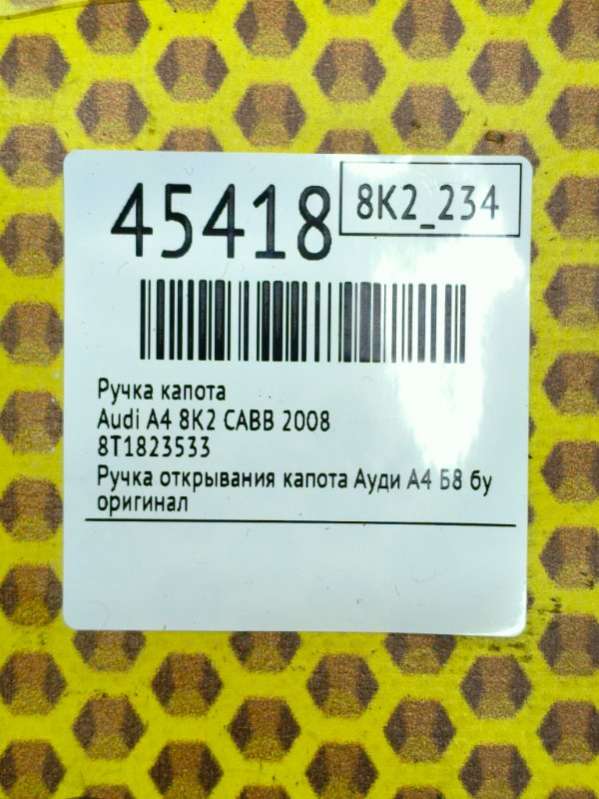 45418
8K2_234
Ручка капота
Audi A4 8K2 CABB 2008
8T1823533
Ручка открывания капота Ауди А4 Б8 бу
оригинал